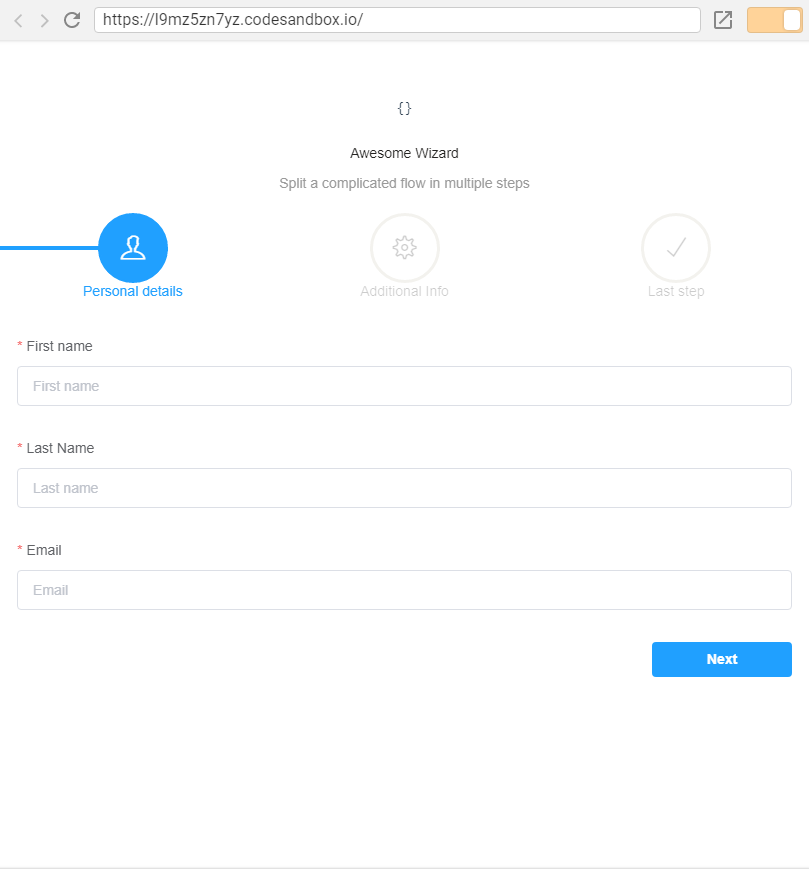 https://l9mz5zn7yz.codesandbox.io/
{}
Awesome Wizard
Split a complicated flow in multiple steps
Personal details
Additional Info
Last step
* First name
First name
* Last Name
Last name
* Email
Email
Next